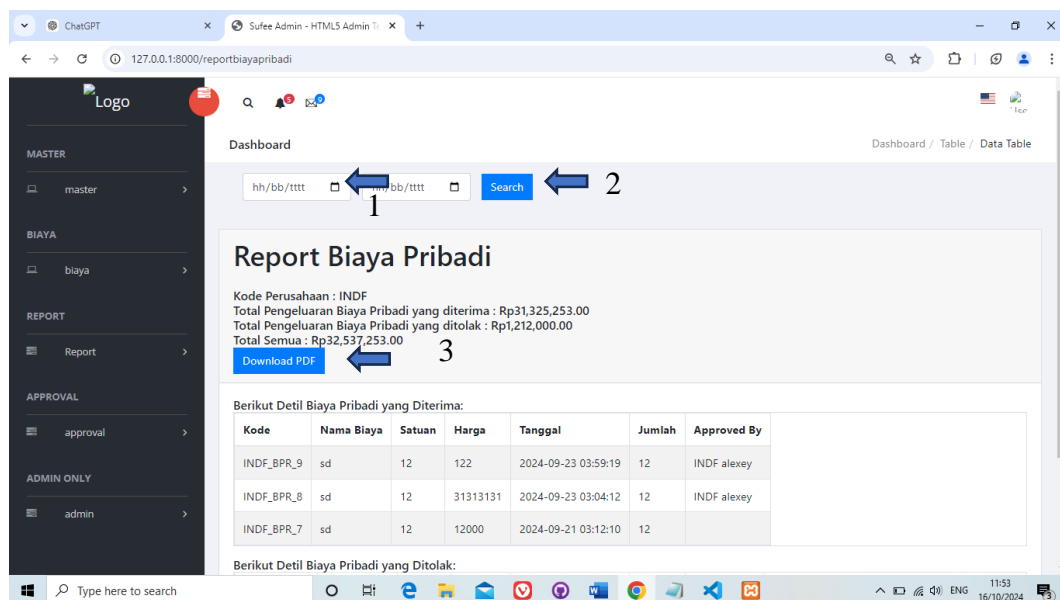 ChatGPT
Sufee Admin - HTML5 Admin Te
127.0.0.1:8000/reportbiayapribadi
Logo
5
9
Dashboard
Dashboard / Table / Data Table
MASTER
master
BIAYA
biaya
REPORT
Report
APPROVAL
approval
ADMIN ONLY
admin
hh/bb/tttt
/bb/tttt
Search
1
2
Report Biaya Pribadi
Kode Perusahaan : INDF
Total Pengeluaran Biaya Pribadi yang diterima : Rp31,325,253.00
Total Pengeluaran Biaya Pribadi yang ditolak : Rp1,212,000.00
Total Semua : Rp32,537,253.00
Download PDF
3
Berikut Detil Biaya Pribadi yang Diterima:
Kode Nama Biaya Satuan Harga Tanggal Jumlah Approved By
INDF_BPR_9 sd 12 122 2024-09-23 03:59:19 12 INDF alexey
INDF_BPR_8 sd 12 31313131 2024-09-23 03:04:12 12 INDF alexey
INDF_BPR_7 sd 12 12000 2024-09-21 03:12:10 12
Berikut Detil Biaya Pribadi yang Ditolak:
Type here to search
ENG
11:53
16/10/2024